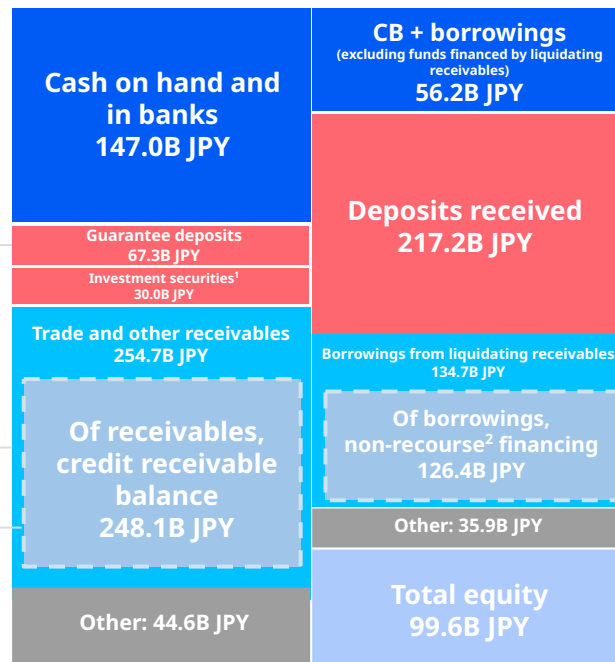 Cash on hand and
in banks
147.0B JPY
Guarantee deposits
67.3B JPY
Investment securities¹
30.0B JPY
Trade and other receivables
254.7B JPY
Of receivables,
credit receivable
balance
248.1B JPY
Other: 44.6B JPY
CB + borrowings
(excluding funds financed by liquidating
receivables)
56.2B JPY
Deposits received
217.2B JPY
Borrowings from liquidating receivables
134.7B JPY
Of borrowings,
non-recourse² financing
126.4B JPY
Other: 35.9B JPY
Total equity
99.6B JPY